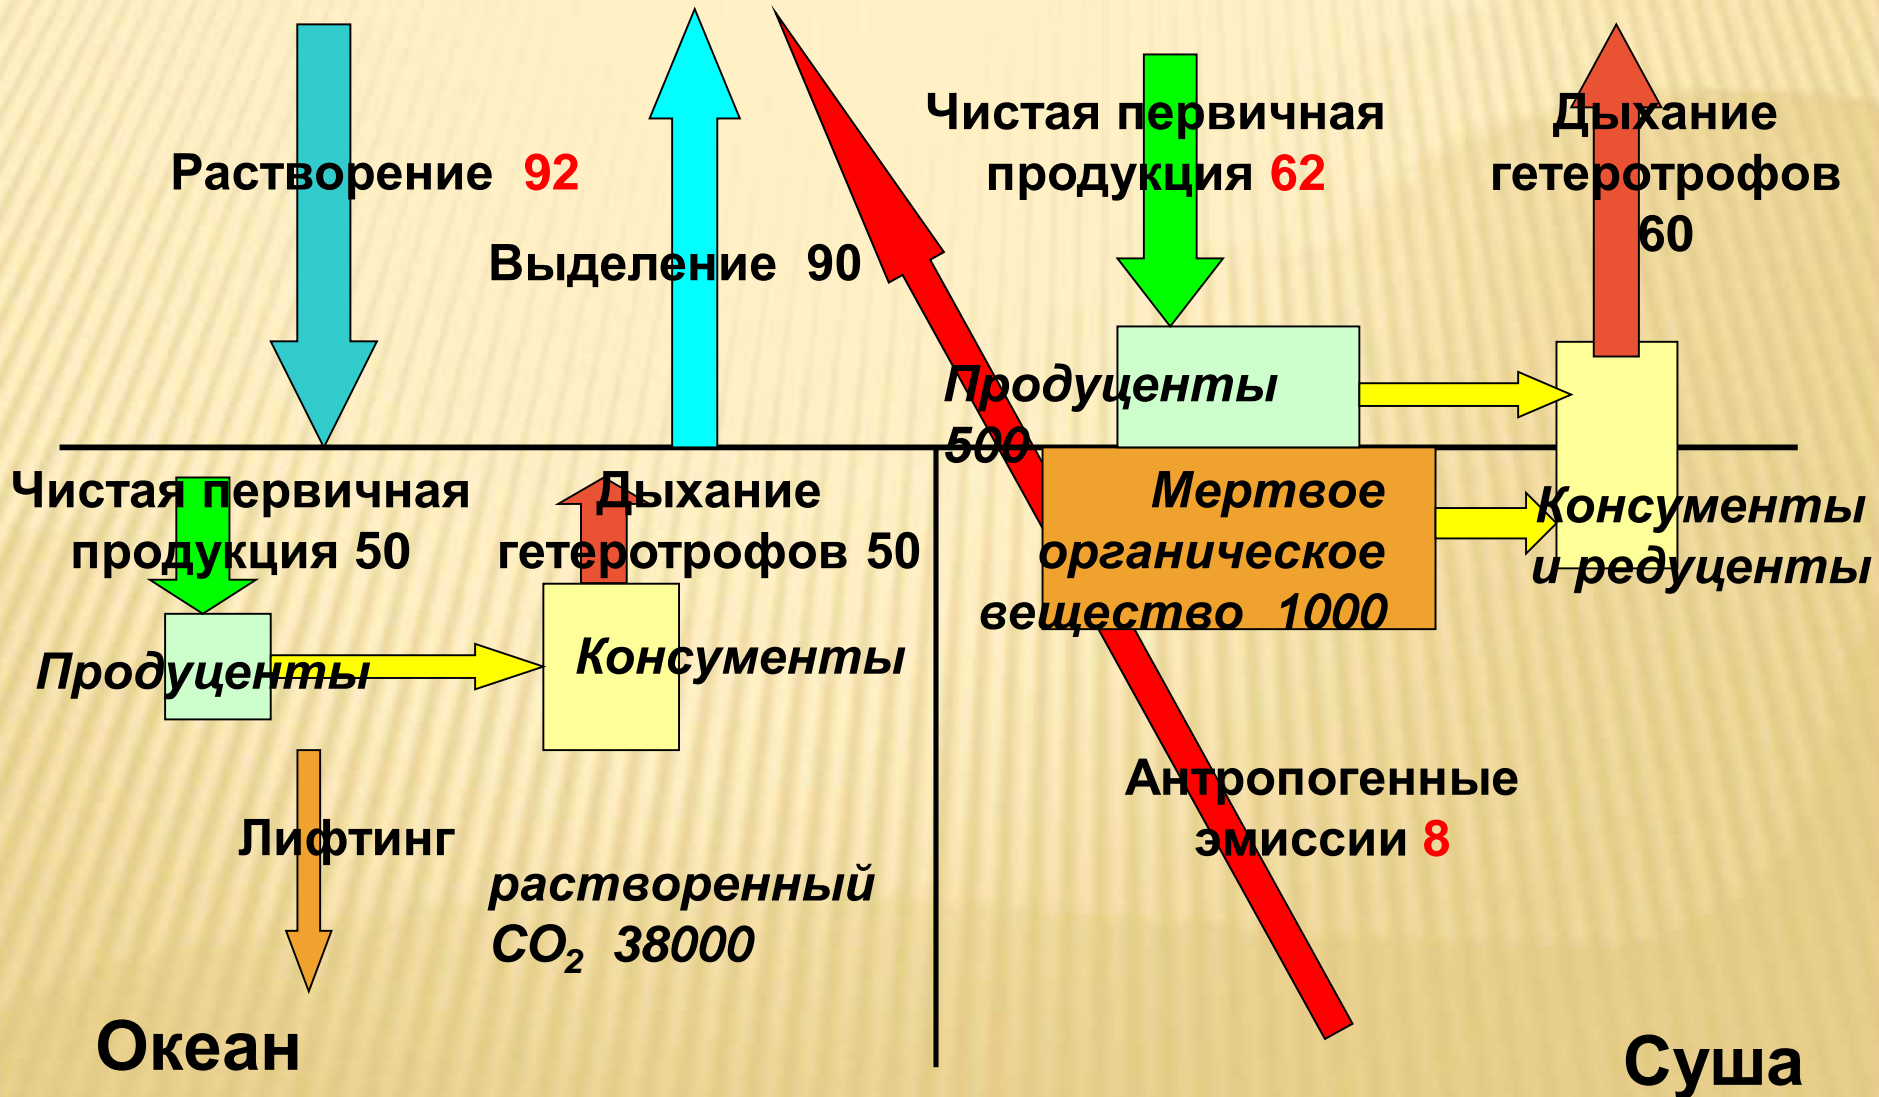 Растворение 92
Выделение 90
Чистая первичная
продукция 62
Дыхание
гетеротрофов
60
Продуценты
500
Чистая первичная
продукция 50
Дыхание
гетеротрофов 50
Мертвое
органическое
вещество 1000
Консументы
и редуценты
Продуценты
Консументы
Лифтинг
растворенный
СО₂ 38000
Антропогенные
эмиссии 8
Океан
Суша